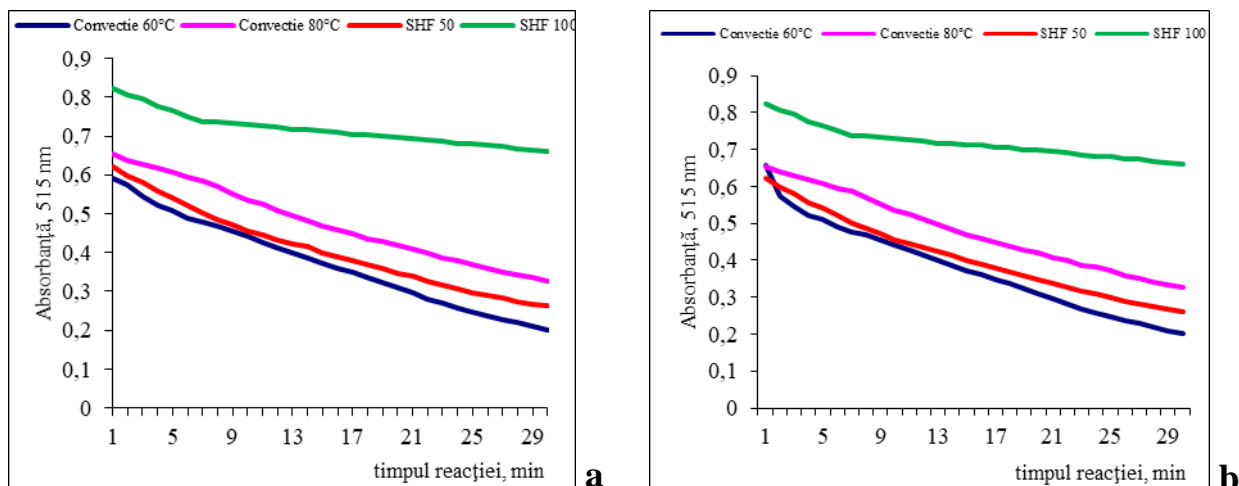 Convectie 60°C Convectie 80°C SHF 50 SHF 100
0,9
0,8
0,7
0,6
0,5
0,4
0,3
0,2
0,1
0
Absorbanţă, 515 nm
1 5 9 13 17 21 25 29
timpul reacţiei, min
a
Convectie 60°C Convectie 80°C SHF 50 SHF 100
0,9
0,8
0,7
0,6
0,5
0,4
0,3
0,2
0,1
0
Absorbanţă, 515 nm
1 5 9 13 17 21 25 29
timpul reacţiei, min
b